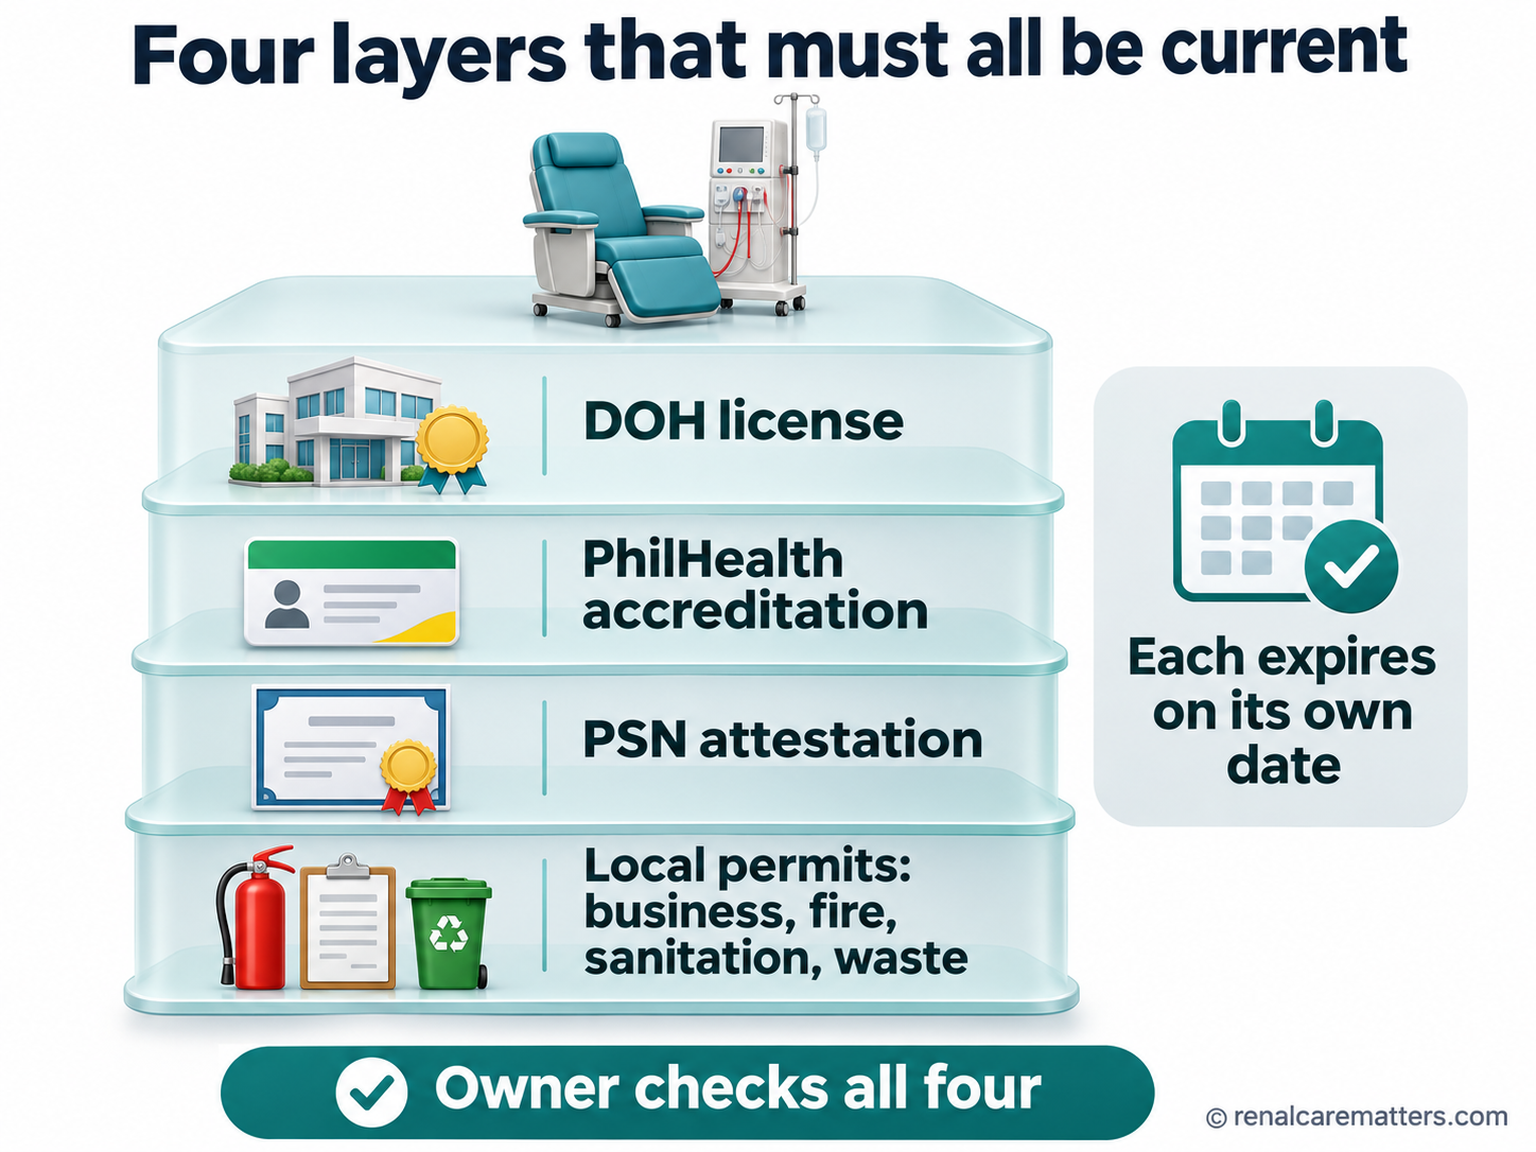 Four layers that must all be current
DOH license
PhilHealth
accreditation
PSN attestation
Local permits:
business, fire,
sanitation, waste
Each expires
on its own
date
Owner checks all four
© renalcarematters.com